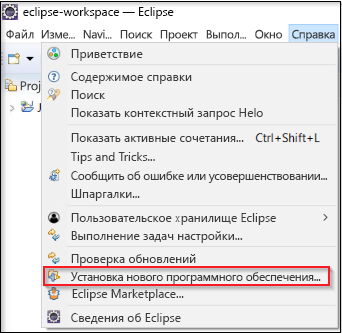 eclipse-workspace — Eclipse
Файл Изме... Navi... Поиск Проект Выпол... Окно Справка
Приветствие
Proj
Содержимое справки
Поиск
Показать контекстный запрос Help
Показать активные сочетания... Ctrl+Shift+L
Tips and Tricks...
Сообщить об ошибке или усовершенствовании...
Шпаргалки...
Пользовательское хранилище Eclipse
Выполнение задач настройки...
Проверка обновлений
Установка нового программного обеспечения...
Eclipse Marketplace...
Сведения об Eclipse